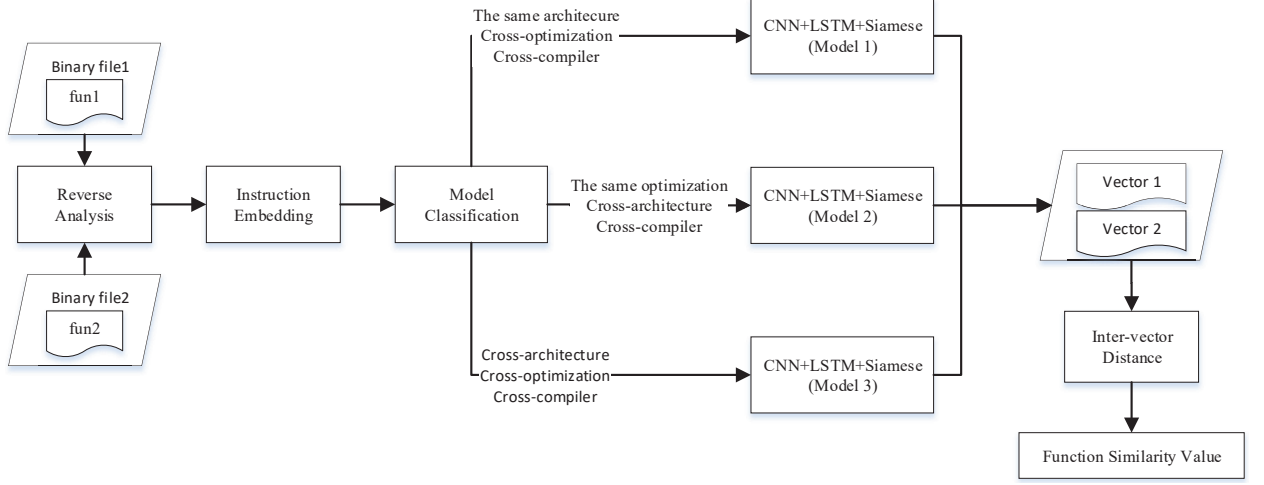 Binary file1
fun1
Reverse
Analysis
Binary file2
fun2
Instruction
Embedding
Model
Classification
The same architecure
Cross-optimization
Cross-compiler
The same optimization
Cross-architecture
Cross-compiler
Cross-architecture
Cross-optimization
Cross-compiler
CNN+LSTM+Siamese
(Model 1)
CNN+LSTM+Siamese
(Model 2)
CNN+LSTM+Siamese
(Model 3)
Vector 1
Vector 2
Inter-vector
Distance
Function Similarity Value